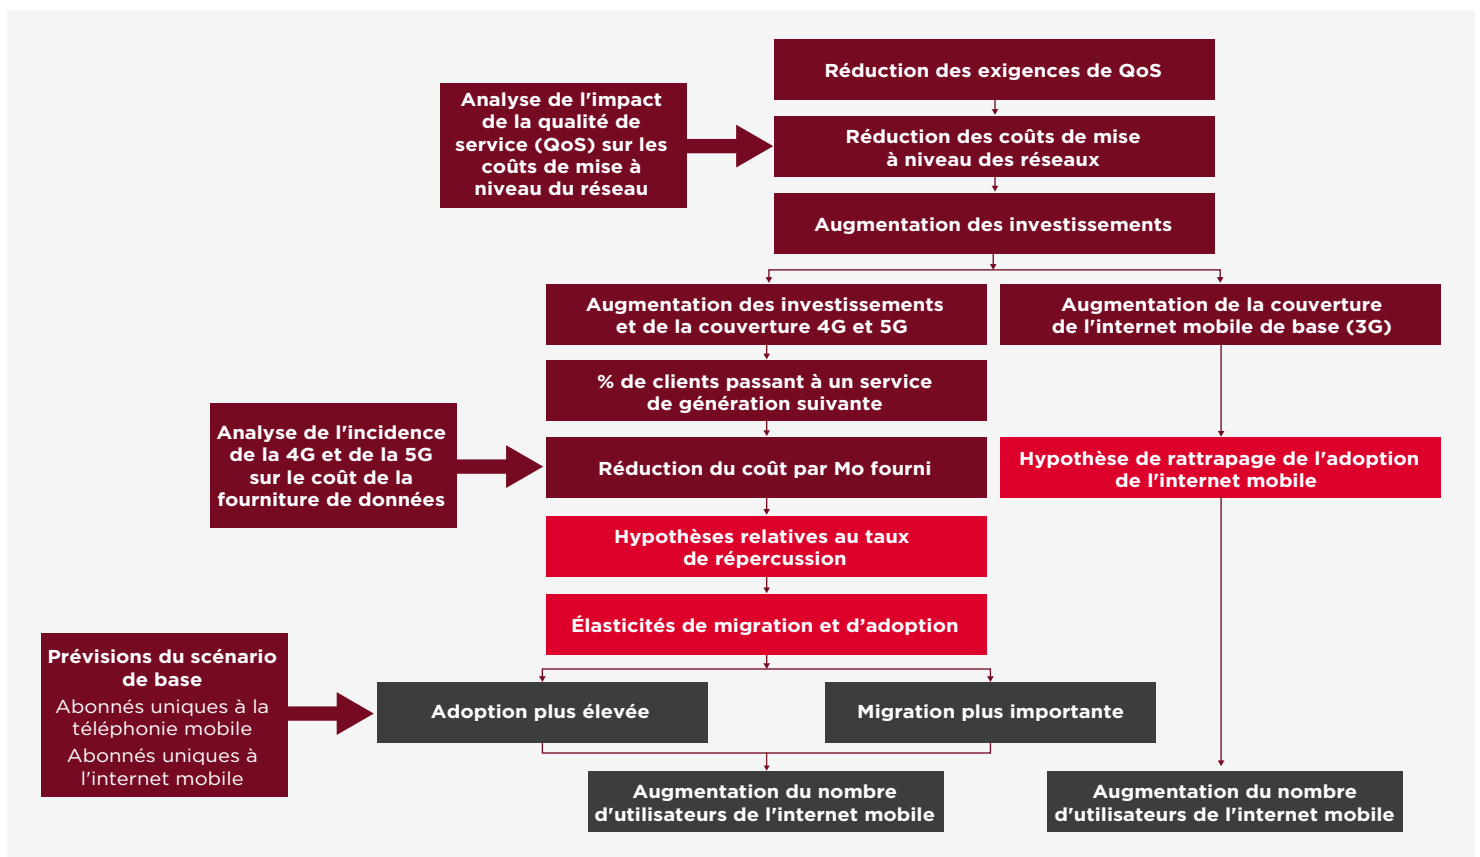 Réduction des exigences de QoS
Analyse de l'impact
de la qualité de
service (QoS) sur les
coûts de mise à
niveau du réseau
Réduction des coûts de mise
à niveau des réseaux
Augmentation des investissements
Augmentation des investissements
et de la couverture 4G et 5G
Augmentation de la couverture
de l'internet mobile de base (3G)
% de clients passant à un service
de génération suivante
Analyse de l'incidence
de la 4G et de la 5G
sur le coût de la
fourniture de données
Réduction du coût par Mo fourni
Hypothèse de rattrapage de l'adoption
de l'internet mobile
Hypothèses relatives au taux
de répercussion
Élasticités de migration et d’adoption
Prévisions du scénario
de base
Abonnés uniques à la
téléphonie mobile
Abonnés uniques à
l'internet mobile
Adoption plus élevée
Migration plus importante
Augmentation du nombre
d'utilisateurs de l'internet mobile
Augmentation du nombre
d'utilisateurs de l'internet mobile